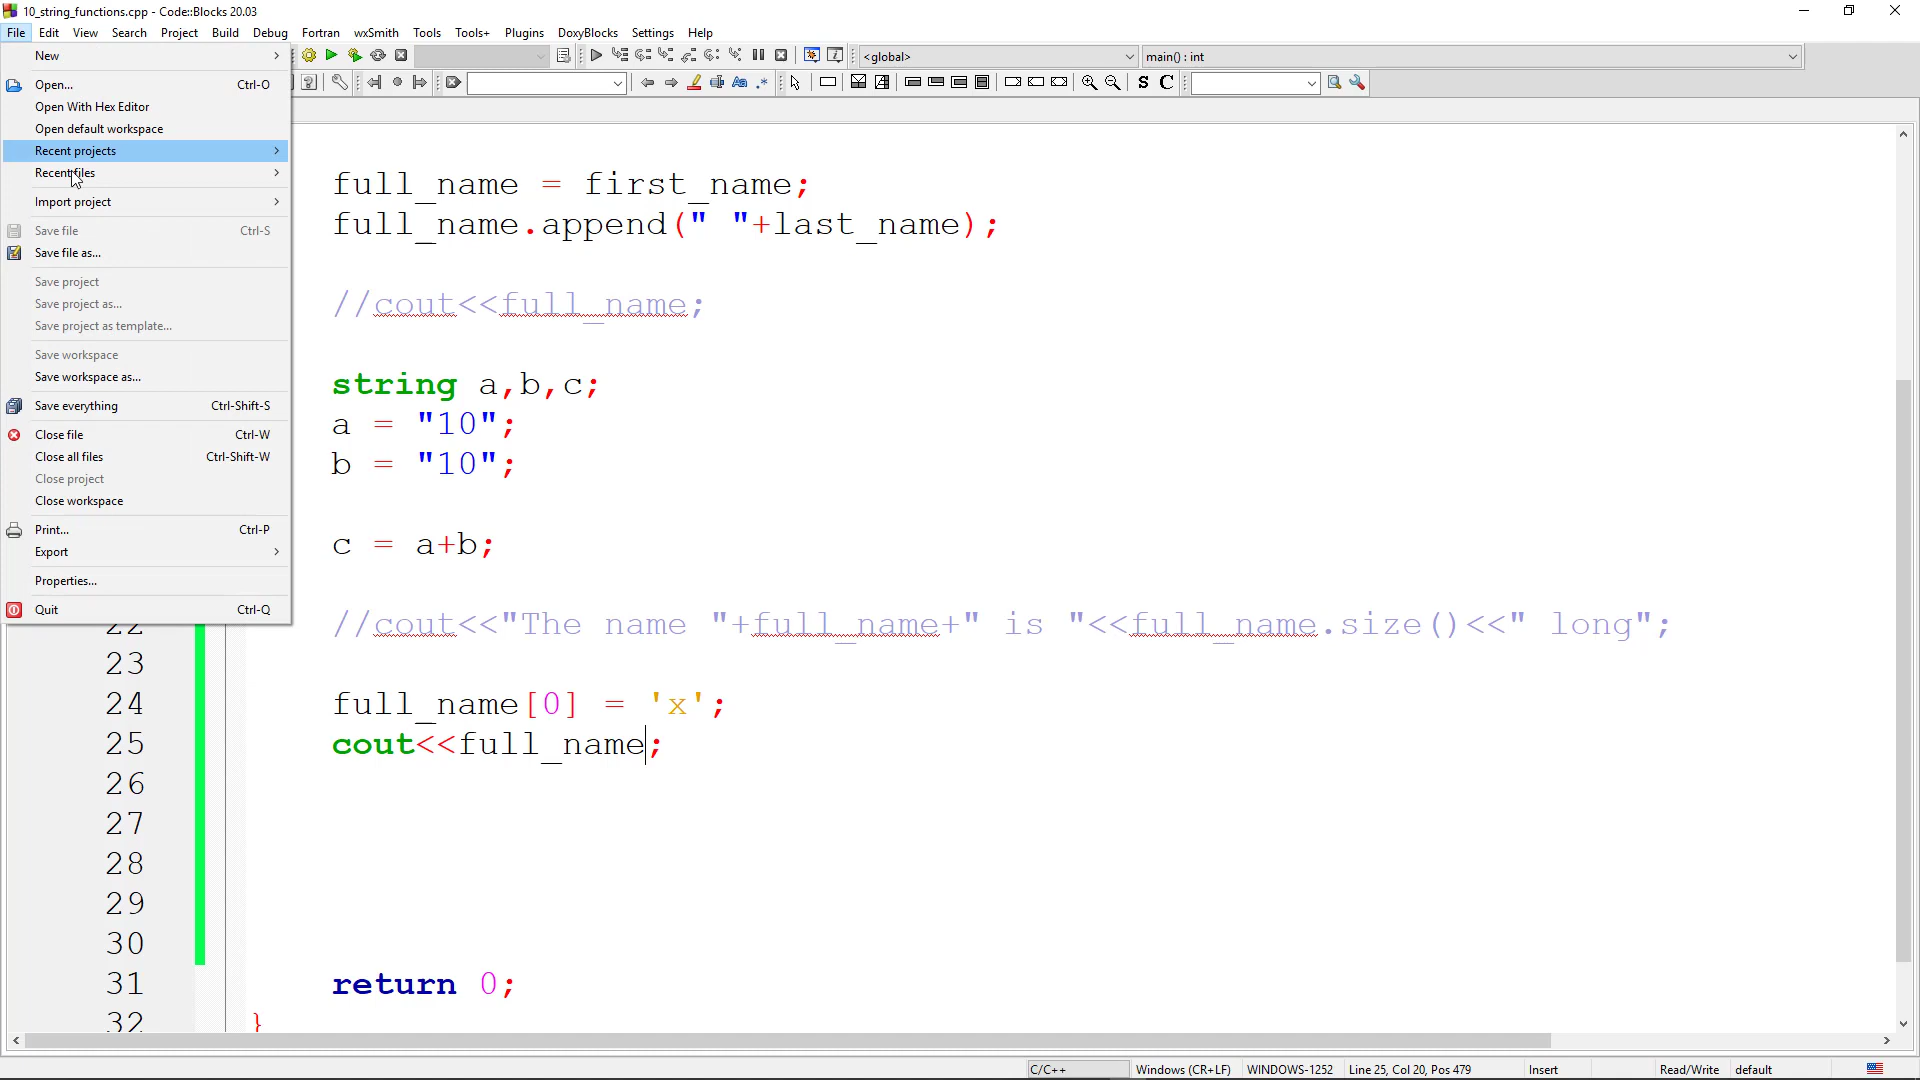 10_string_functions.cpp - Code::Blocks 20.03
File Edit View Search Project Build Debug Fortran wxSmith Tools Tools+ Plugins DoxyBlocks Settings Help
New
<global>
main() : int
Open... Ctrl-O
Open With Hex Editor
Open default workspace
Recent projects
Recent files
Import project
Save file Ctrl-S
Save file as...
Save project
Save project as...
Save project as template...
Save workspace
Save workspace as...
Save everything Ctrl-Shift-S
Close file Ctrl-W
Close all files Ctrl-Shift-W
Close project
Close workspace
Print... Ctrl-P
Export
Properties...
Quit Ctrl-Q
full_name = first_name;
full_name.append(" "+last_name);
//cout<<full_name;
string a,b,c;
a = "10";
b = "10";
c = a+b;
22 //cout<<"The name "+full_name+" is "<<full_name.size()<<" long";
23
24 full_name[0] = 'x';
25 cout<<full_name;
26
27
28
29
30
31 return 0;
32 }
C/C++ Windows (CR+LF) WINDOWS-1252 Line 25, Col 20, Pos 479 Insert Read/Write default